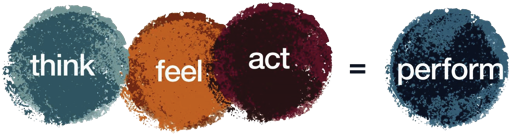 think feel act = perform